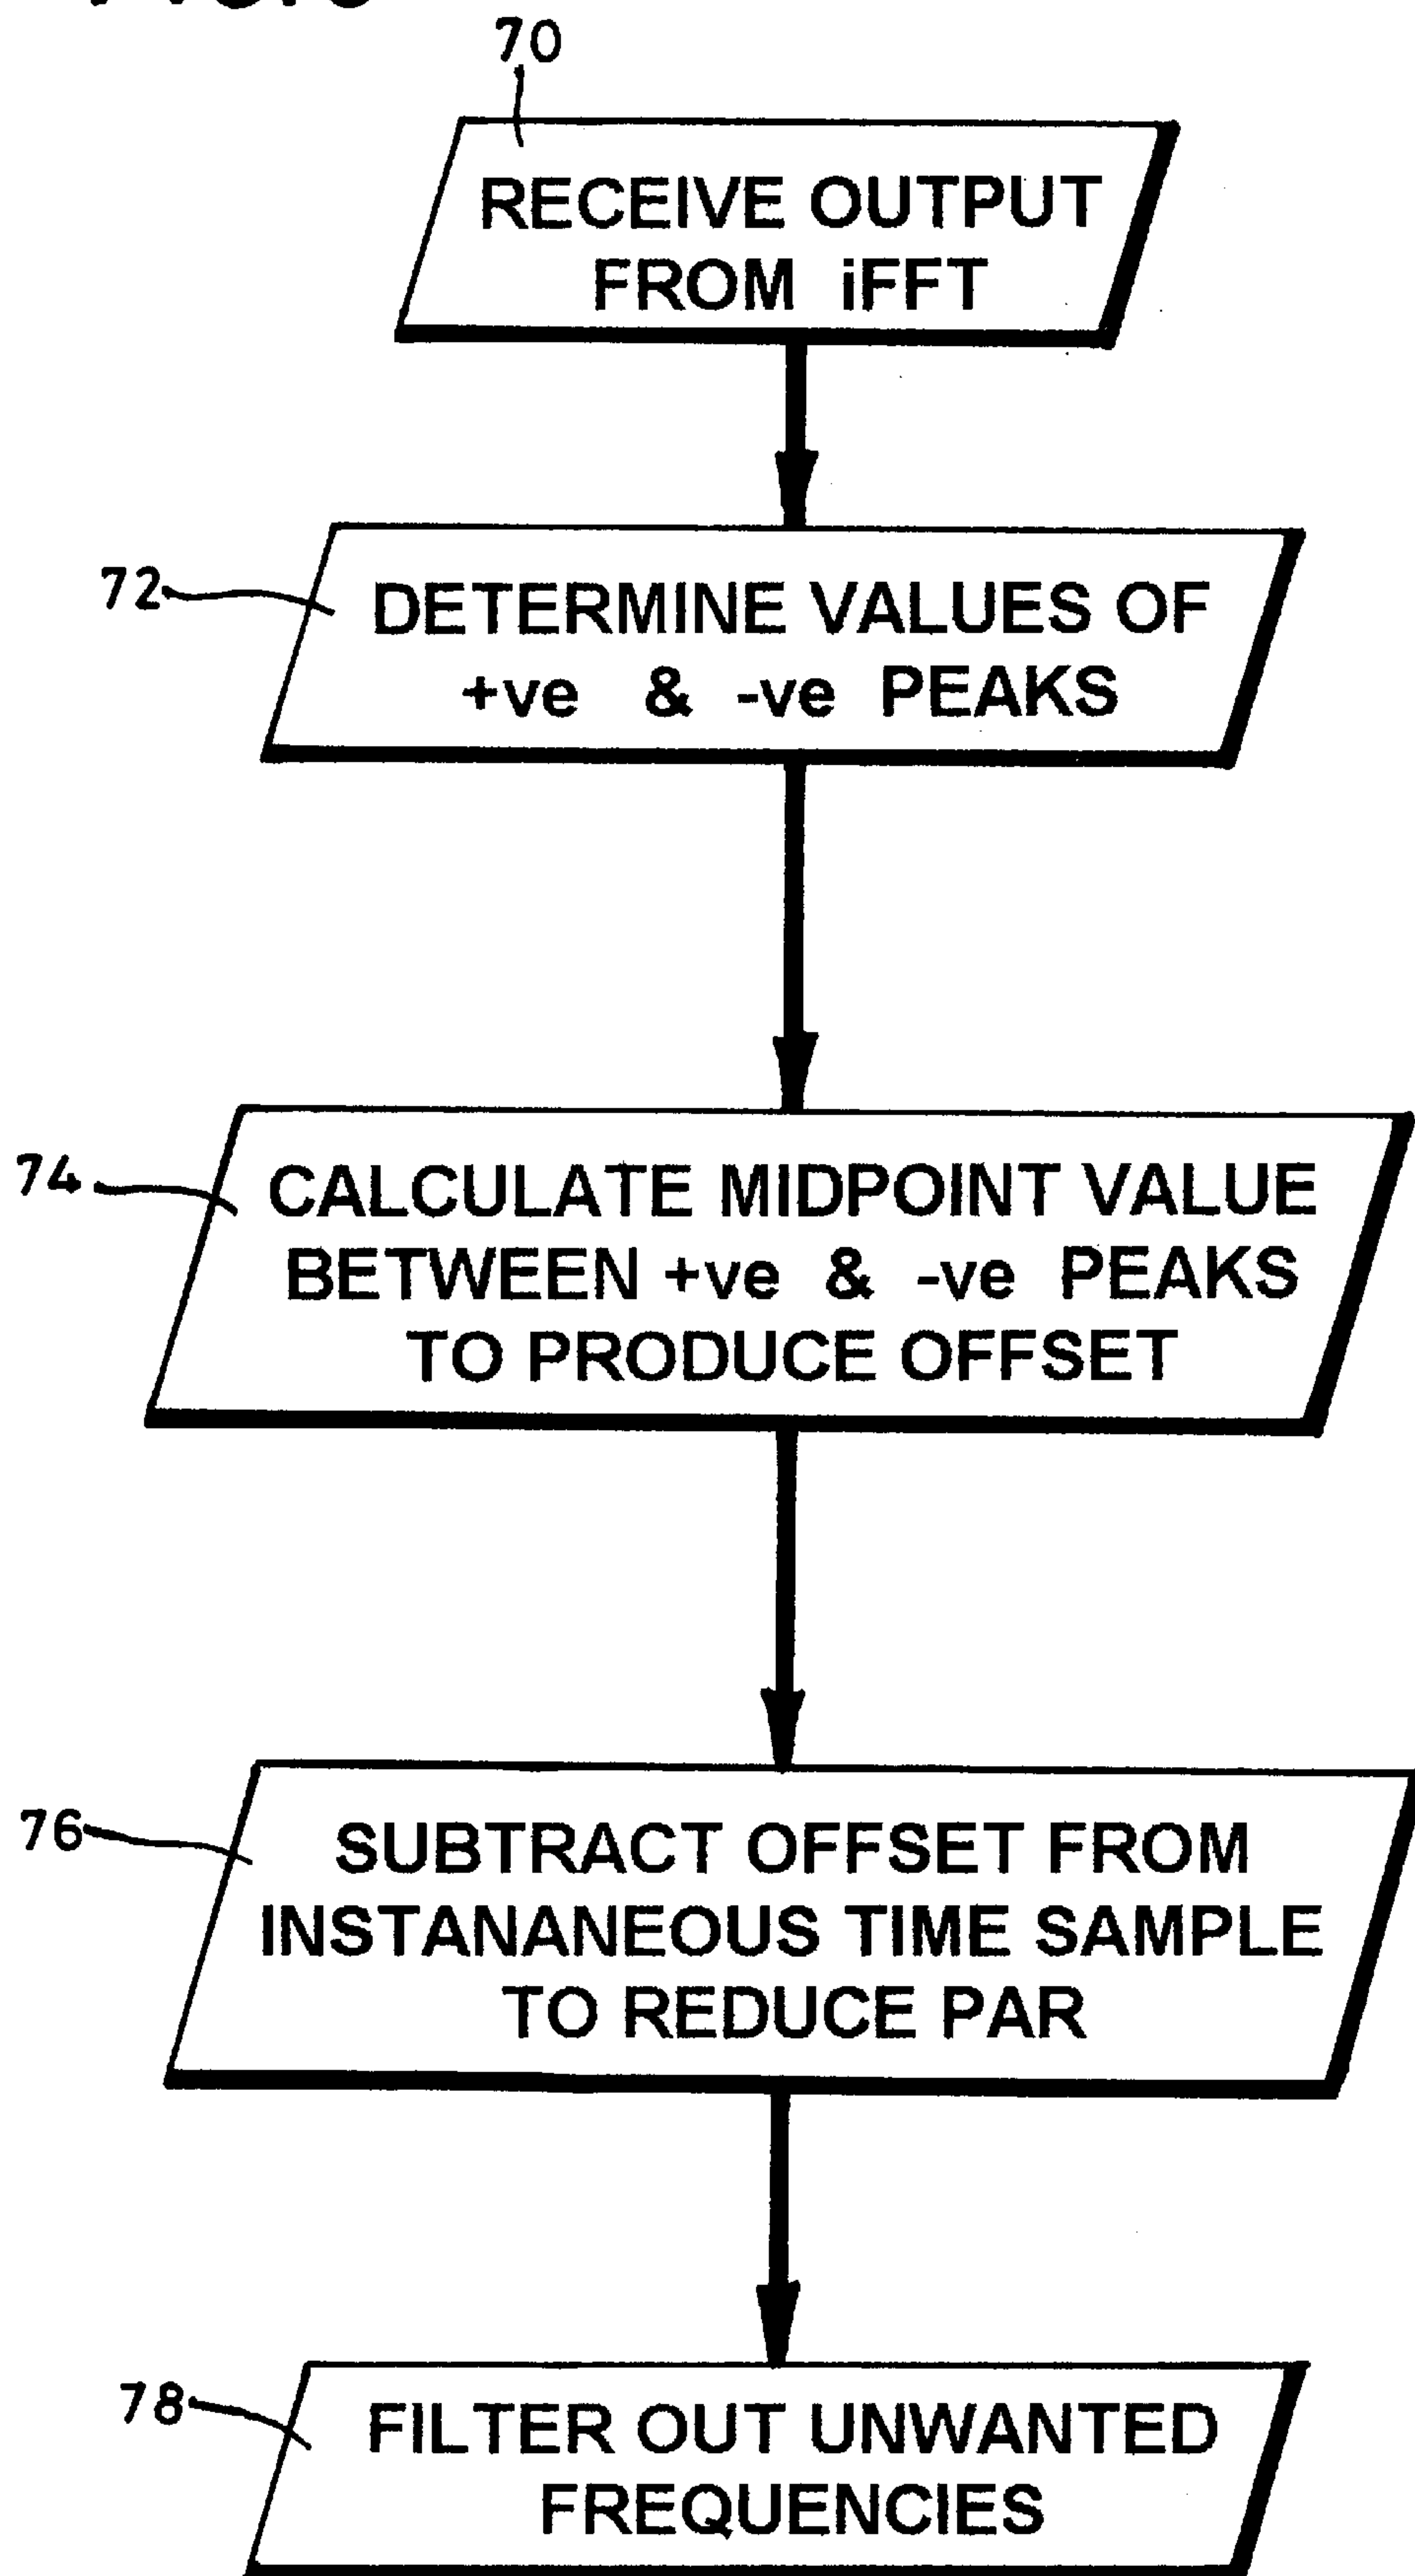 70
RECEIVE OUTPUT
FROM iFFT
72
DETERMINE VALUES OF
+ve & -ve PEAKS
74
CALCULATE MIDPOINT VALUE
BETWEEN +ve & -ve PEAKS
TO PRODUCE OFFSET
76
SUBTRACT OFFSET FROM
INSTANANEOUS TIME SAMPLE
TO REDUCE PAR
78
FILTER OUT UNWANTED
FREQUENCIES